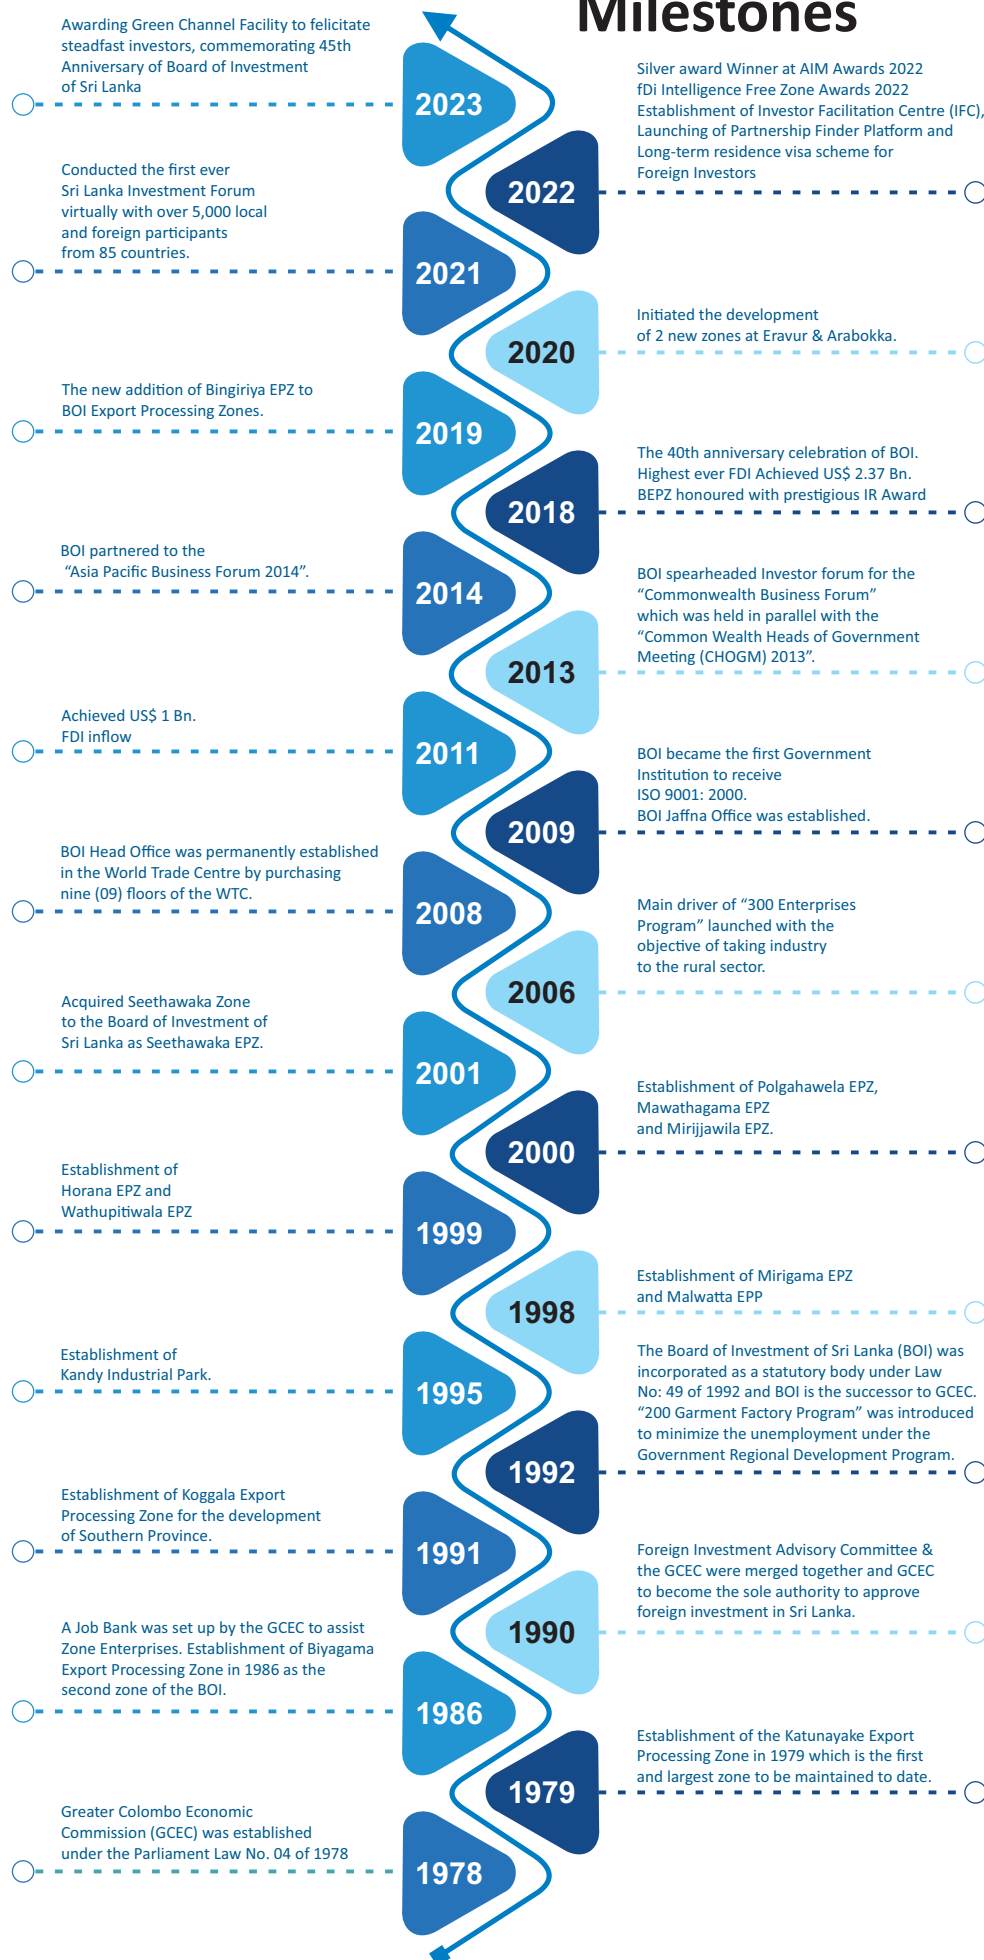 Milestones
Awarding Green Channel Facility to felicitate
steadfast investors, commemorating 45th
Anniversary of Board of Investment
of Sri Lanka
2023
Silver award Winner at AIM Awards 2022
fDi Intelligence Free Zone Awards 2022
Establishment of Investor Facilitation Centre (IFC),
Launching of Partnership Finder Platform and
Long-term residence visa scheme for
Foreign Investors
2022
Conducted the first ever
Sri Lanka Investment Forum
virtually with over 5,000 local
and foreign participants
from 85 countries.
2021
Initiated the development
of 2 new zones at Eravur & Arabokka.
2020
The new addition of Bingiriya EPZ to
BOI Export Processing Zones.
2019
The 40th anniversary celebration of BOI.
Highest ever FDI Achieved US$ 2.37 Bn.
BEPZ honoured with prestigious IR Award
2018
BOI partnered to the
“Asia Pacific Business Forum 2014”.
2014
BOI spearheaded Investor forum for the
“Commonwealth Business Forum”
which was held in parallel with the
“Common Wealth Heads of Government
Meeting (CHOGM) 2013”.
2013
Achieved US$ 1 Bn.
FDI inflow
2011
BOI became the first Government
Institution to receive
ISO 9001: 2000.
BOI Jaffna Office was established.
2009
BOI Head Office was permanently established
in the World Trade Centre by purchasing
nine (09) floors of the WTC.
2008
Main driver of “300 Enterprises
Program” launched with the
objective of taking industry
to the rural sector.
2006
Acquired Seethawaka Zone
to the Board of Investment of
Sri Lanka as Seethawaka EPZ.
2001
Establishment of Polgahawela EPZ,
Mawathagama EPZ
and Mirijjawila EPZ.
2000
Establishment of
Horana EPZ and
Wathupitiwala EPZ
1999
Establishment of Mirigama EPZ
and Malwatta EPP
1998
Establishment of
Kandy Industrial Park.
1995
The Board of Investment of Sri Lanka (BOI) was
incorporated as a statutory body under Law
No: 49 of 1992 and BOI is the successor to GCEC.
“200 Garment Factory Program” was introduced
to minimize the unemployment under the
Government Regional Development Program.
1992
Establishment of Koggala Export
Processing Zone for the development
of Southern Province.
1991
Foreign Investment Advisory Committee &
the GCEC were merged together and GCEC
to become the sole authority to approve
foreign investment in Sri Lanka.
1990
A Job Bank was set up by the GCEC to assist
Zone Enterprises. Establishment of Biyagama
Export Processing Zone in 1986 as the
second zone of the BOI.
1986
Establishment of the Katunayake Export
Processing Zone in 1979 which is the first
and largest zone to be maintained to date.
1979
Greater Colombo Economic
Commission (GCEC) was established
under the Parliament Law No. 04 of 1978
1978